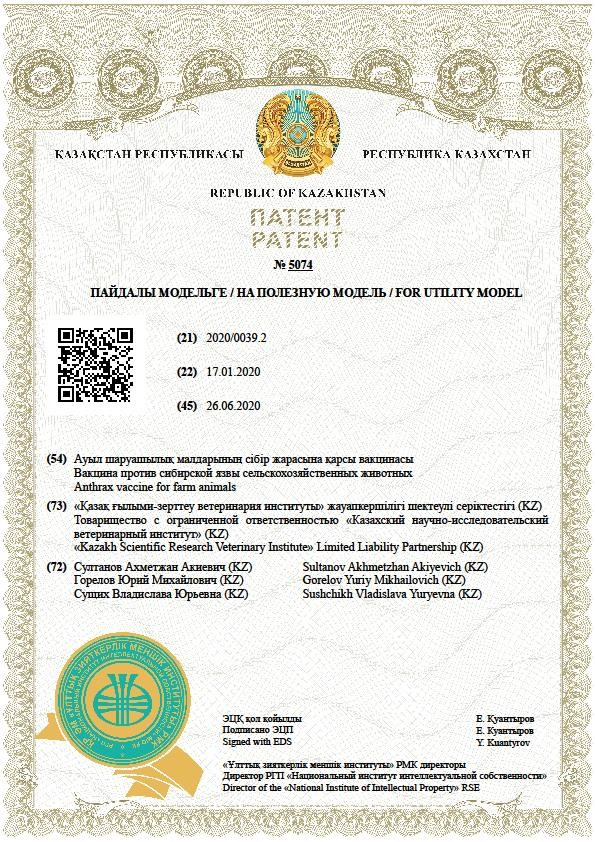 ҚАЗАҚСТАН РЕСПУБЛИКАСЫ
РЕСПУБЛИКА КАЗАХСТАН
REPUBLIC OF KAZAKHSTAN
ПАТЕНТ
PATENT
№ 5074
ПАЙДАЛЫ МОДЕЛЬГЕ / НА ПОЛЕЗНУЮ МОДЕЛЬ / FOR UTILITY MODEL
(21) 2020/0039.2
(22) 17.01.2020
(45) 26.06.2020
(54) Ауыл шаруашылық малдарының сібір жарасына қарсы вакцинасы
Вакцина против сибирской язвы сельскохозяйственных животных
Anthrax vaccine for farm animals
(73) «Қазақ ғылыми-зерттеу ветеринария институты» жауапкершілігі шектеулі серіктестігі (KZ)
Товарищество с ограниченной ответственностью «Казахский научно-исследовательский
ветеринарный институт» (KZ)
«Kazakh Scientific Research Veterinary Institute» Limited Liability Partnership (KZ)
(72) Султанов Ахметжан Акиевич (KZ) Sultanov Akhmetzhan Akiyevich (KZ)
Горелов Юрий Михайлович (KZ) Gorelov Yuriy Mikhailovich (KZ)
Сущих Владислава Юрьевна (KZ) Sushchikh Vladislava Yuryevna (KZ)
ЭЦҚ қол қойылды Е. Қуантыров
Подписано ЭЦП Е. Куантыров
Signed with EDS Y. Kuantyrov
«Ұлттық зияткерлік меншік институты» РМК директоры
Директор РГП «Национальный институт интеллектуальной собственности»
Director of the «National Institute of Intellectual Property» RSE